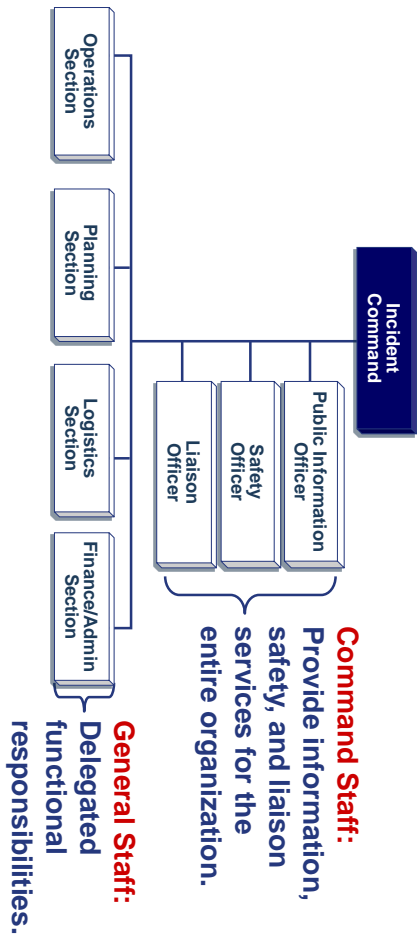 Incident
Command
Public Information
Officer
Safety
Officer
Liaison
Officer
Command Staff:
Provide information,
safety, and liaison
services for the
entire organization.
Operations
Section
Planning
Section
Logistics
Section
Finance/Admin
Section
General Staff:
Delegated
functional
responsibilities.